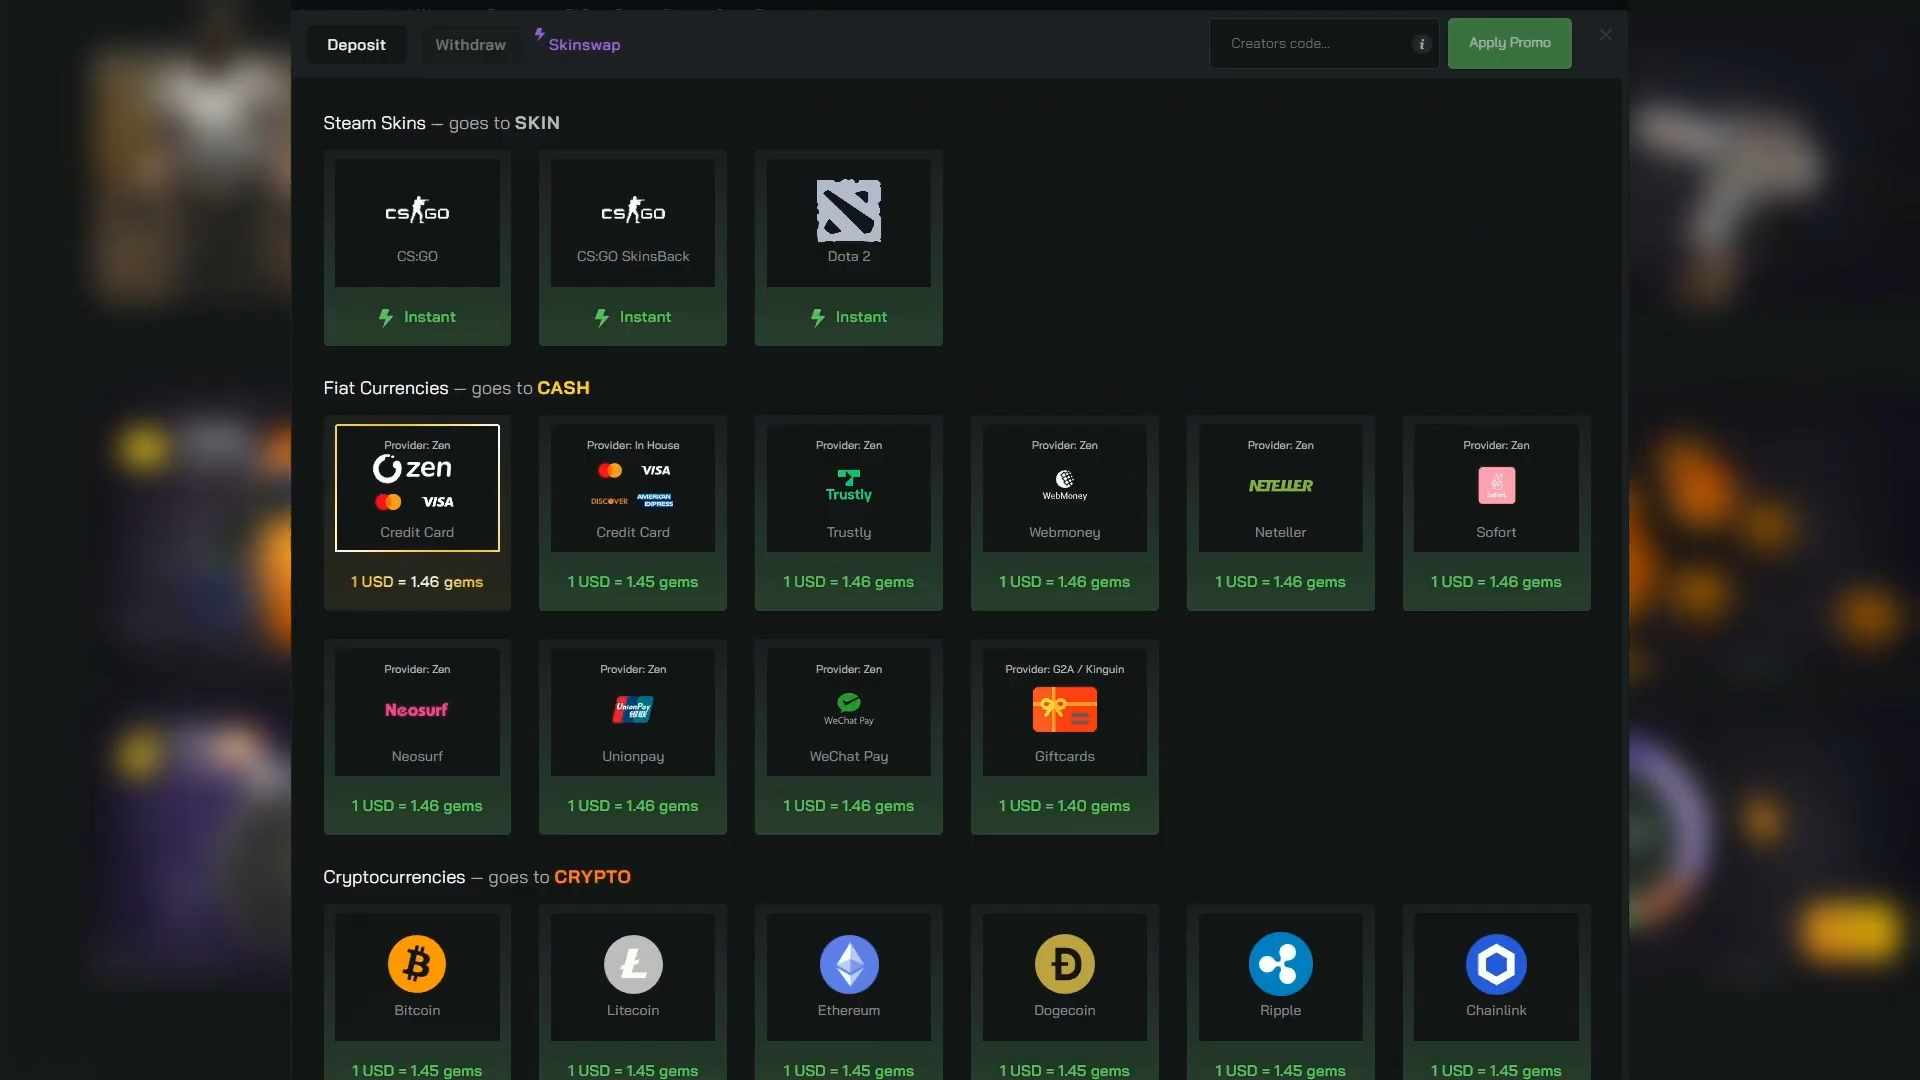 Deposit Withdraw Skinswap Creators code... i Apply Promo
Steam Skins — goes to SKIN
CS GO CS GO
CS:GO CS:GO SkinsBack Dota 2
Instant Instant Instant
Fiat Currencies — goes to CASH
Provider: Zen Provider: In House Provider: Zen Provider: Zen Provider: Zen Provider: Zen
zen VISA Trustly WebMoney NETELLER Sofort.
VISA DISCOVER AMERICAN EXPRESS
Credit Card Credit Card Trustly Webmoney Neteller Sofort
1 USD = 1.46 gems 1 USD = 1.45 gems 1 USD = 1.46 gems 1 USD = 1.46 gems 1 USD = 1.46 gems 1 USD = 1.46 gems
Provider: Zen Provider: Zen Provider: Zen Provider: G2A / Kinguin
Neosurf UnionPay 银联 WeChat Pay
Neosurf Unionpay WeChat Pay Giftcards
1 USD = 1.46 gems 1 USD = 1.46 gems 1 USD = 1.46 gems 1 USD = 1.40 gems
Cryptocurrencies — goes to CRYPTO
Bitcoin Litecoin Ethereum Dogecoin Ripple Chainlink
1 USD = 1.45 gems 1 USD = 1.45 gems 1 USD = 1.45 gems 1 USD = 1.45 gems 1 USD = 1.45 gems 1 USD = 1.45 gems